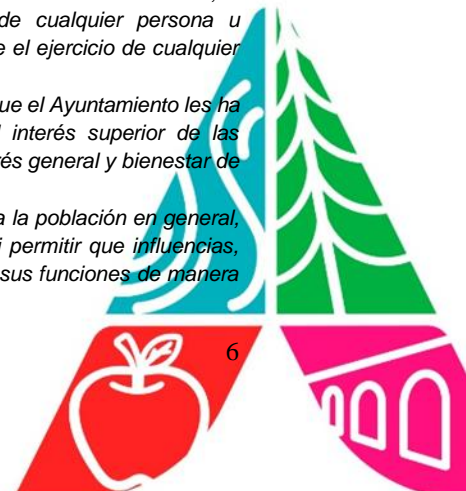 de cualquier persona u
e el ejercicio de cualquier
ue el Ayuntamiento les ha
interés superior de las
rés general y bienestar de
a la población en general,
i permitir que influencias,
sus funciones de manera
6